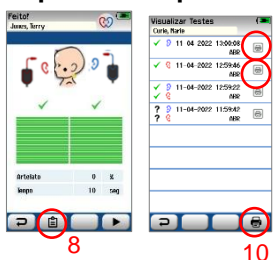 Feito!
Jones, Terry
Artefato 0 %
Tempo 10 seg
8
Visualizar Testes
Curie, Marie
11-04-2022 13:00:08
ABR
11-04-2022 12:59:46
ABR
11-04-2022 12:59:22
ABR
? 11-04-2022 11:59:42
? ABR
10